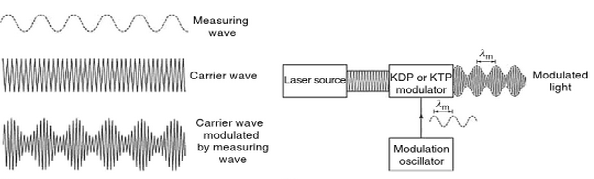 Measuring
wave
Carrier wave
Carrier wave
modulated
by measuring
wave
Laser source
KDP or KTP
modulator
λm
Modulated
light
λm
Modulation
oscillator